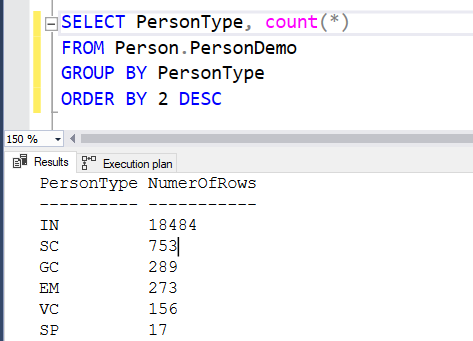 SELECT PersonType, count(*)
FROM Person.PersonDemo
GROUP BY PersonType
ORDER BY 2 DESC
150 %
Results Execution plan
PersonType NumerOfRows
---------- -----------
IN 18484
SC 753
GC 289
EM 273
VC 156
SP 17